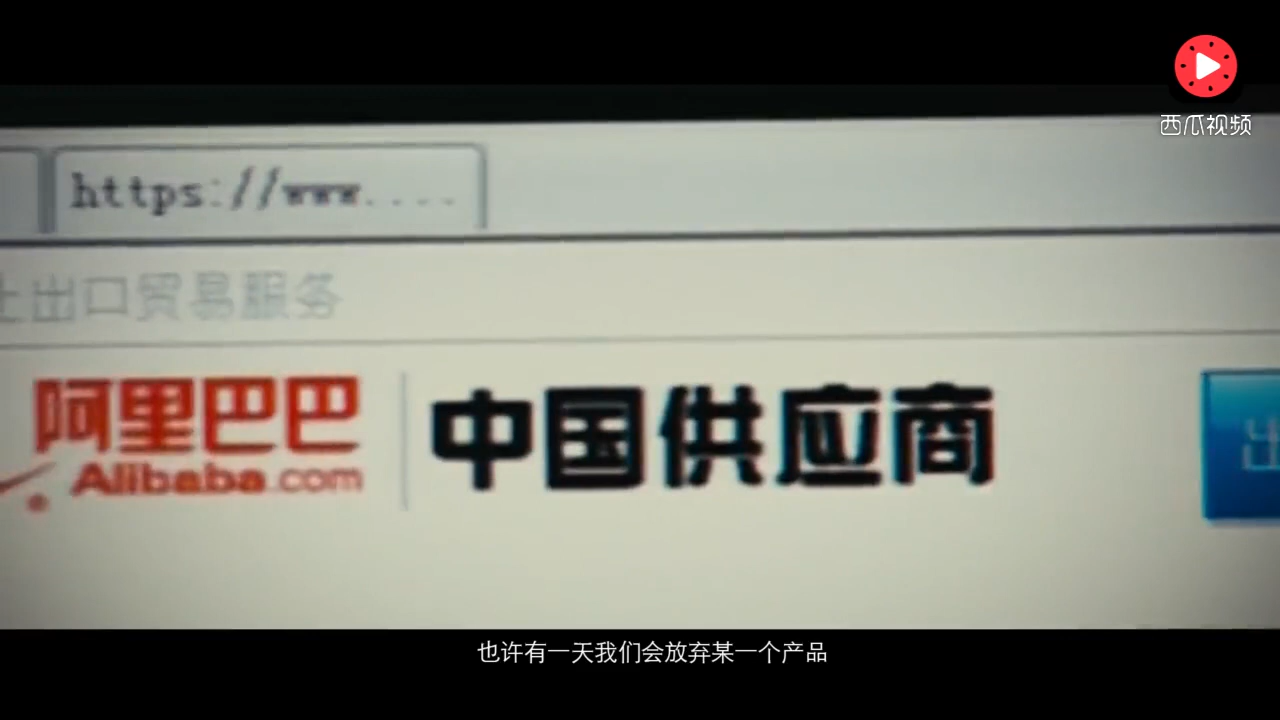 西瓜视频
https://www....
上出口贸易服务
阿里巴巴
Alibaba.com
中国供应商
出
也许有一天我们会放弃某一个产品